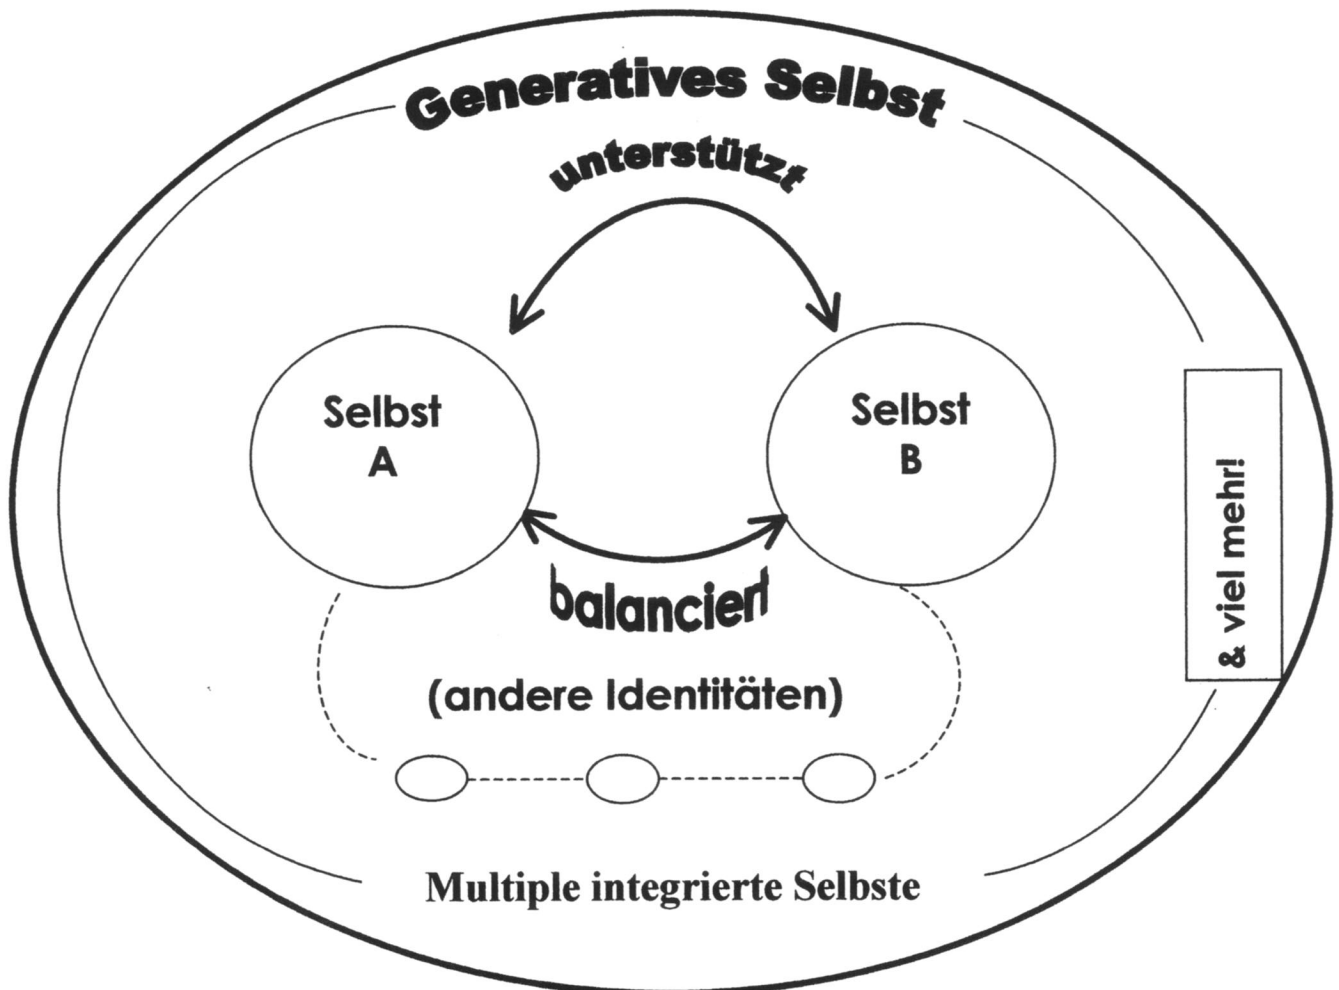 Generatives Selbst
unterstützt
Selbst
A
Selbst
B
& viel mehr!
balanciert
(andere Identitäten)
Multiple integrierte Selbste